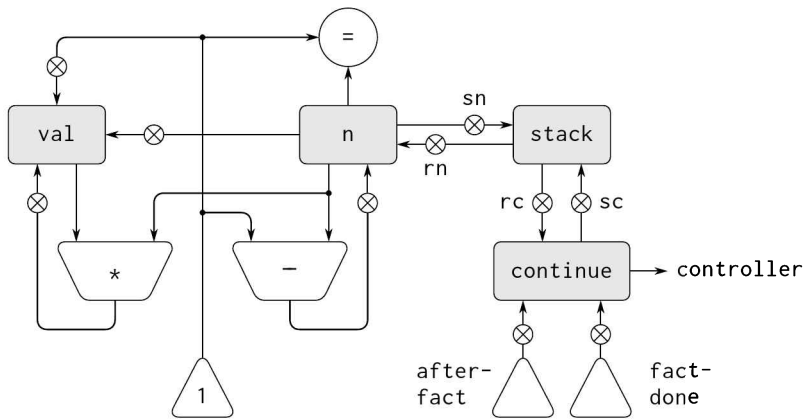 =
sn
val
n
stack
rn
rc
sc
*
−
continue
controller
after-
fact
fact-
done
1